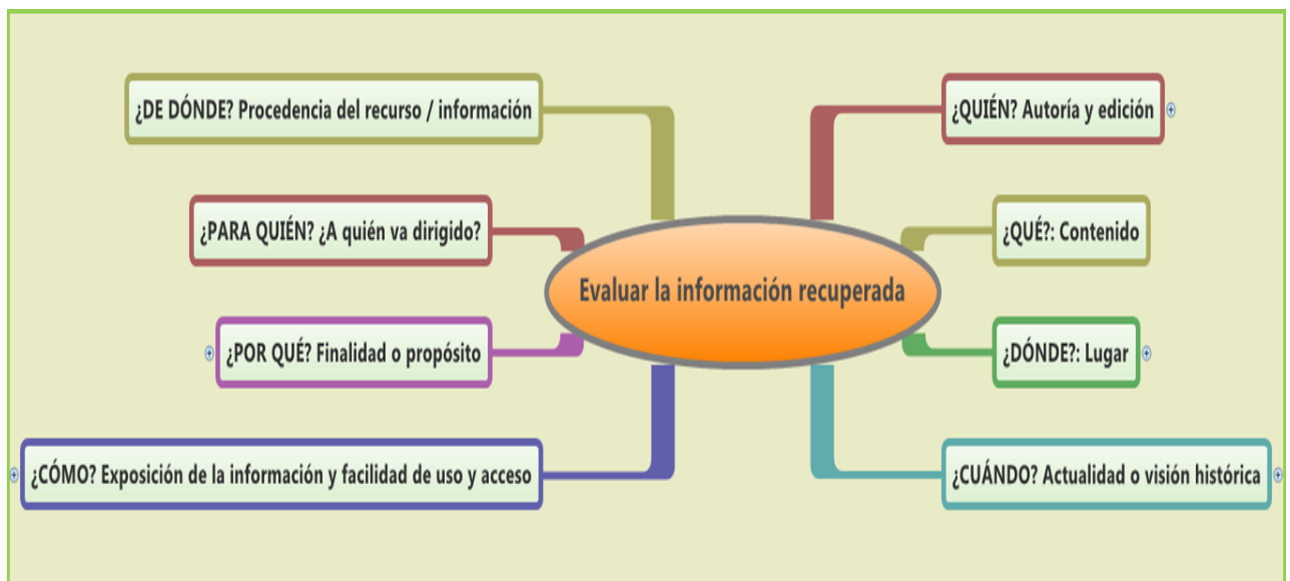 ¿DE DÓNDE? Procedencia del recurso / información
¿QUIÉN? Autoría y edición
¿PARA QUIÉN? ¿A quién va dirigido?
¿QUÉ?: Contenido
Evaluar la información recuperada
¿POR QUÉ? Finalidad o propósito
¿DÓNDE?: Lugar
¿CÓMO? Exposición de la información y facilidad de uso y acceso
¿CUÁNDO? Actualidad o visión histórica